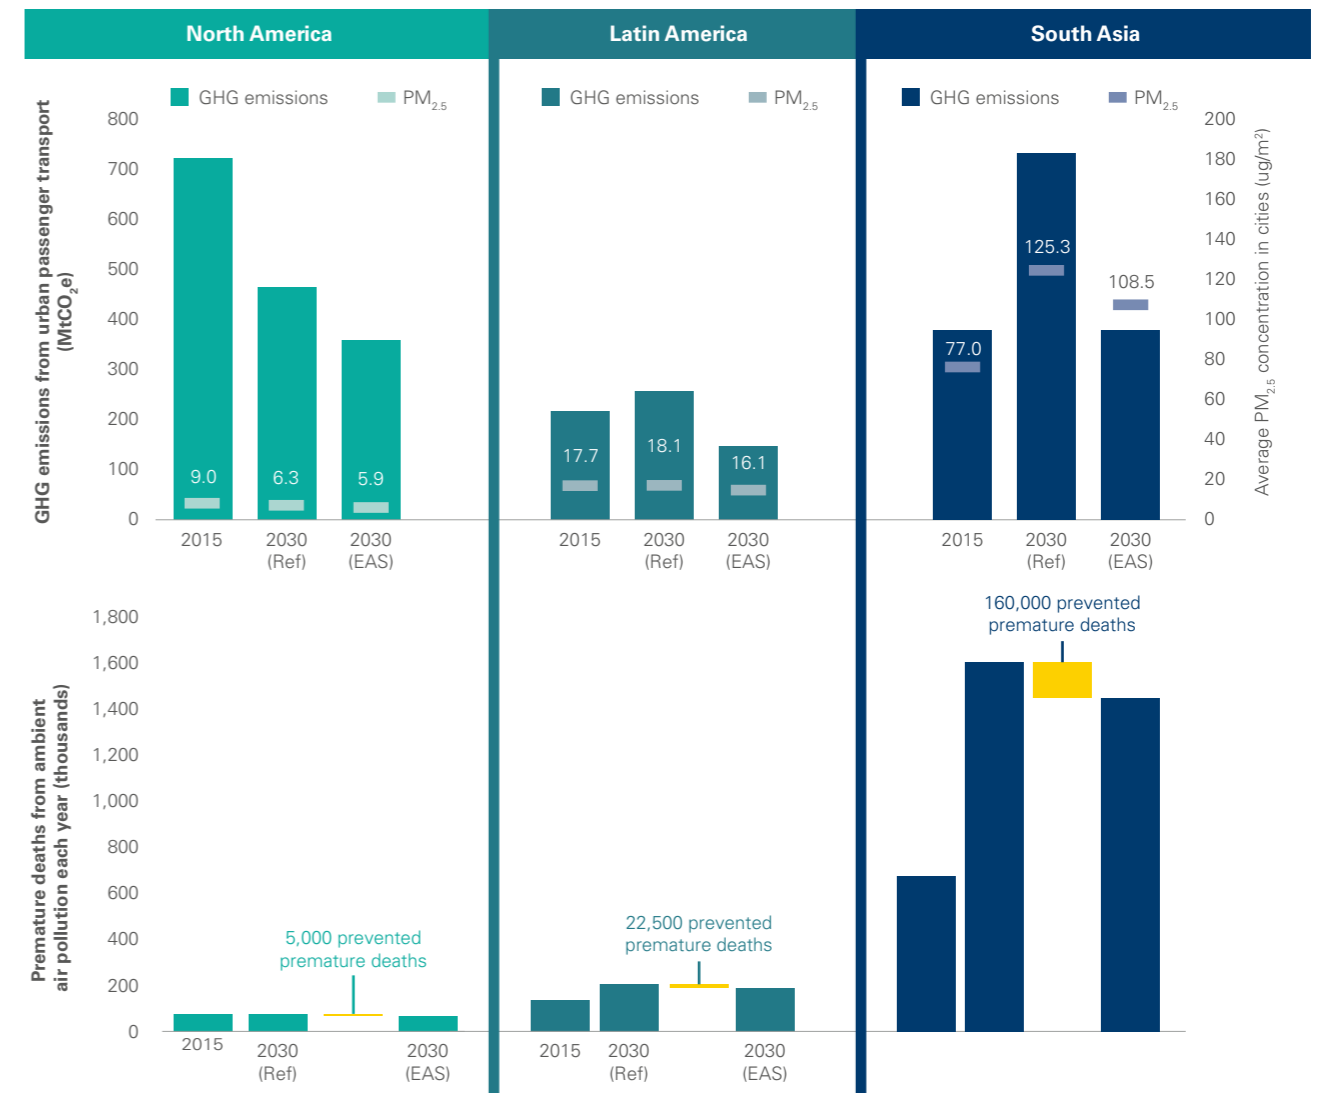 North America
Latin America
South Asia
GHG emissions
PM2.5
GHG emissions
PM2.5
GHG emissions
PM2.5
GHG emissions from urban passenger transport
(MtCO2e)
800
700
600
500
400
300
200
100
0
9.0
6.3
5.9
2015
2030
(Ref)
2030
(EAS)
17.7
18.1
16.1
2015
2030
(Ref)
2030
(EAS)
77.0
125.3
108.5
2015
2030
(Ref)
2030
(EAS)
200
180
160
140
120
100
80
60
40
20
0
Average PM2.5 concentration in cities (ug/m2)
Premature deaths from ambient
air pollution each year (thousands)
1,800
1,600
1,400
1,200
1,000
800
600
400
200
0
5,000 prevented
premature deaths
2015
2030
(Ref)
2030
(EAS)
22,500 prevented
premature deaths
2015
2030
(Ref)
2030
(EAS)
160,000 prevented
premature deaths